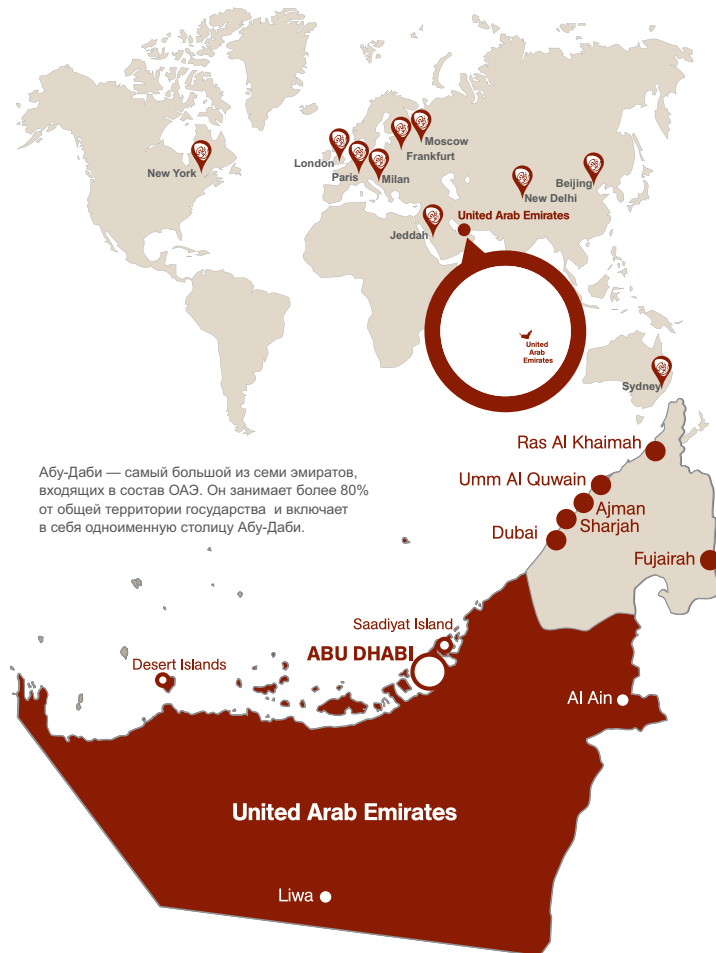 Moscow
London
Frankfurt
New York
Paris
Milan
Beijing
New Delhi
United Arab Emirates
Jeddah
United
Arab
Emirates
Sydney
Ras Al Khaimah
Абу-Даби — самый большой из семи эмиратов,
входящих в состав ОАЭ. Он занимает более 80%
от общей территории государства и включает
в себя одноименную столицу Абу-Даби.
Umm Al Quwain
Ajman
Sharjah
Dubai
Fujairah
Saadiyat Island
ABU DHABI
Desert Islands
Al Ain
United Arab Emirates
Liwa